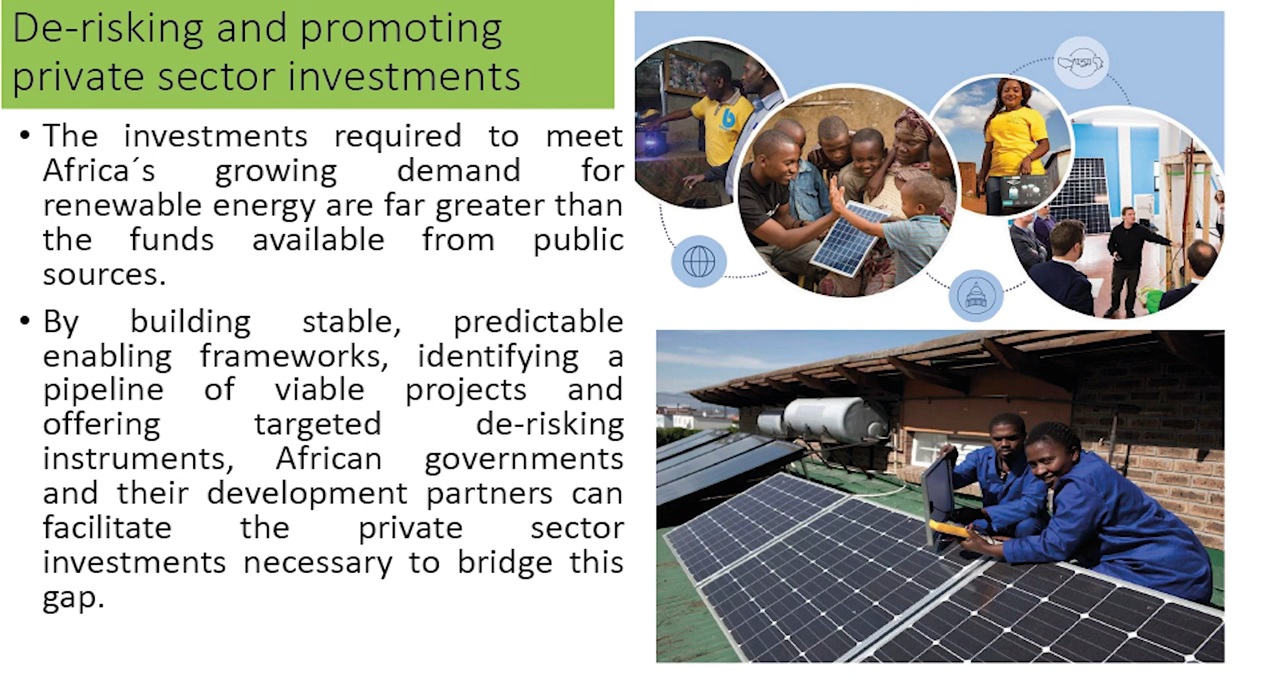 De-risking and promoting
private sector investments
• The investments required to meet
Africa´s growing demand for
renewable energy are far greater than
the funds available from public
sources.
• By building stable, predictable
enabling frameworks, identifying a
pipeline of viable projects and
offering targeted de-risking
instruments, African governments
and their development partners can
facilitate the private sector
investments necessary to bridge this
gap.